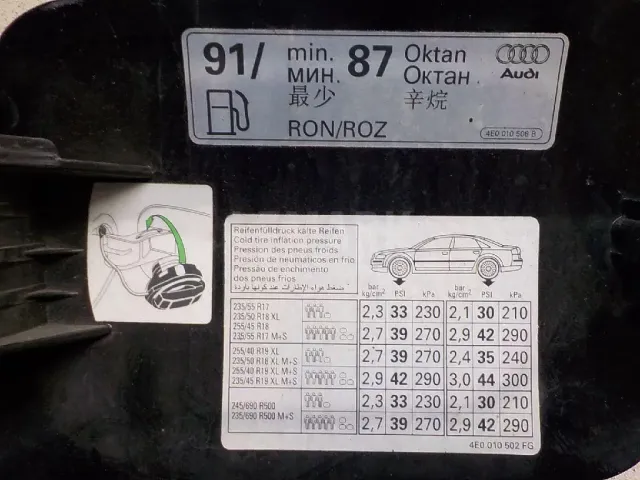 91/ min. 87 Oktan
мин. Октан
最少 辛烷
RON/ROZ
Audi
4E0 010 506 B
Reifenfülldruck kalte Reifen
Cold tire inflation pressure
Pression des pneus froids
Presión de neumaticos en frio
Pressão de enchimento
dos pneus frios
bar kg/cm² PSI kPa bar kg/cm² PSI kPa
235/55 R17
235/50 R18 XL
2,3 33 230 2,1 30 210
255/45 R18
235/55 R17 M+S
2,7 39 270 2,9 42 290
255/40 R19 XL
235/50 R18 XL M+S
2,7 39 270 2,4 35 240
255/40 R19 XL M+S
235/45 R18 XL M+S
2,9 42 290 3,0 44 300
2,3 33 230 2,1 30 210
245/690 R500
235/690 R500 M+S
2,7 39 270 2,9 42 290
4E0 010 502 FG